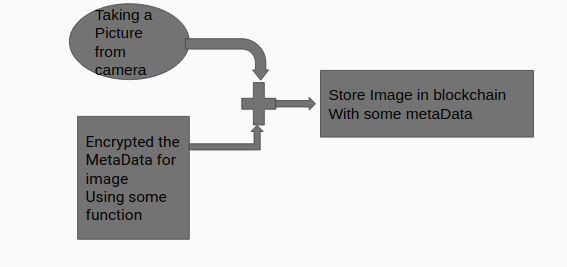 Taking a
Picture
from
camera
Store Image in blockchain
With some metaData
Encrypted the
MetaData for
image
Using some
function